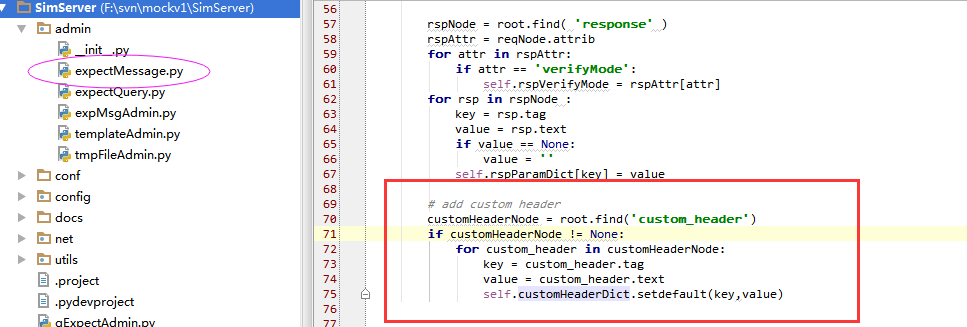 SimServer (F:\svn\mockv1\SimServer)
admin
__init__.py
expectMessage.py
expectQuery.py
expMsgAdmin.py
templateAdmin.py
tmpFileAdmin.py
conf
config
docs
net
utils
.project
.pydevproject
gExpectAdmin.py
56
57 rspNode = root.find( 'response' )
58 rspAttr = reqNode.attrib
59 for attr in rspAttr:
60 if attr == 'verifyMode':
61 self.rspVerifyMode = rspAttr[attr]
62 for rsp in rspNode :
63 key = rsp.tag
64 value = rsp.text
65 if value == None:
66 value = ''
67 self.rspParamDict[key] = value
68
69 # add custom header
70 customHeaderNode = root.find('custom_header')
71 if customHeaderNode != None:
72 for custom_header in customHeaderNode:
73 key = custom_header.tag
74 value = custom_header.text
75 self.customHeaderDict.setdefault(key,value)
76
77